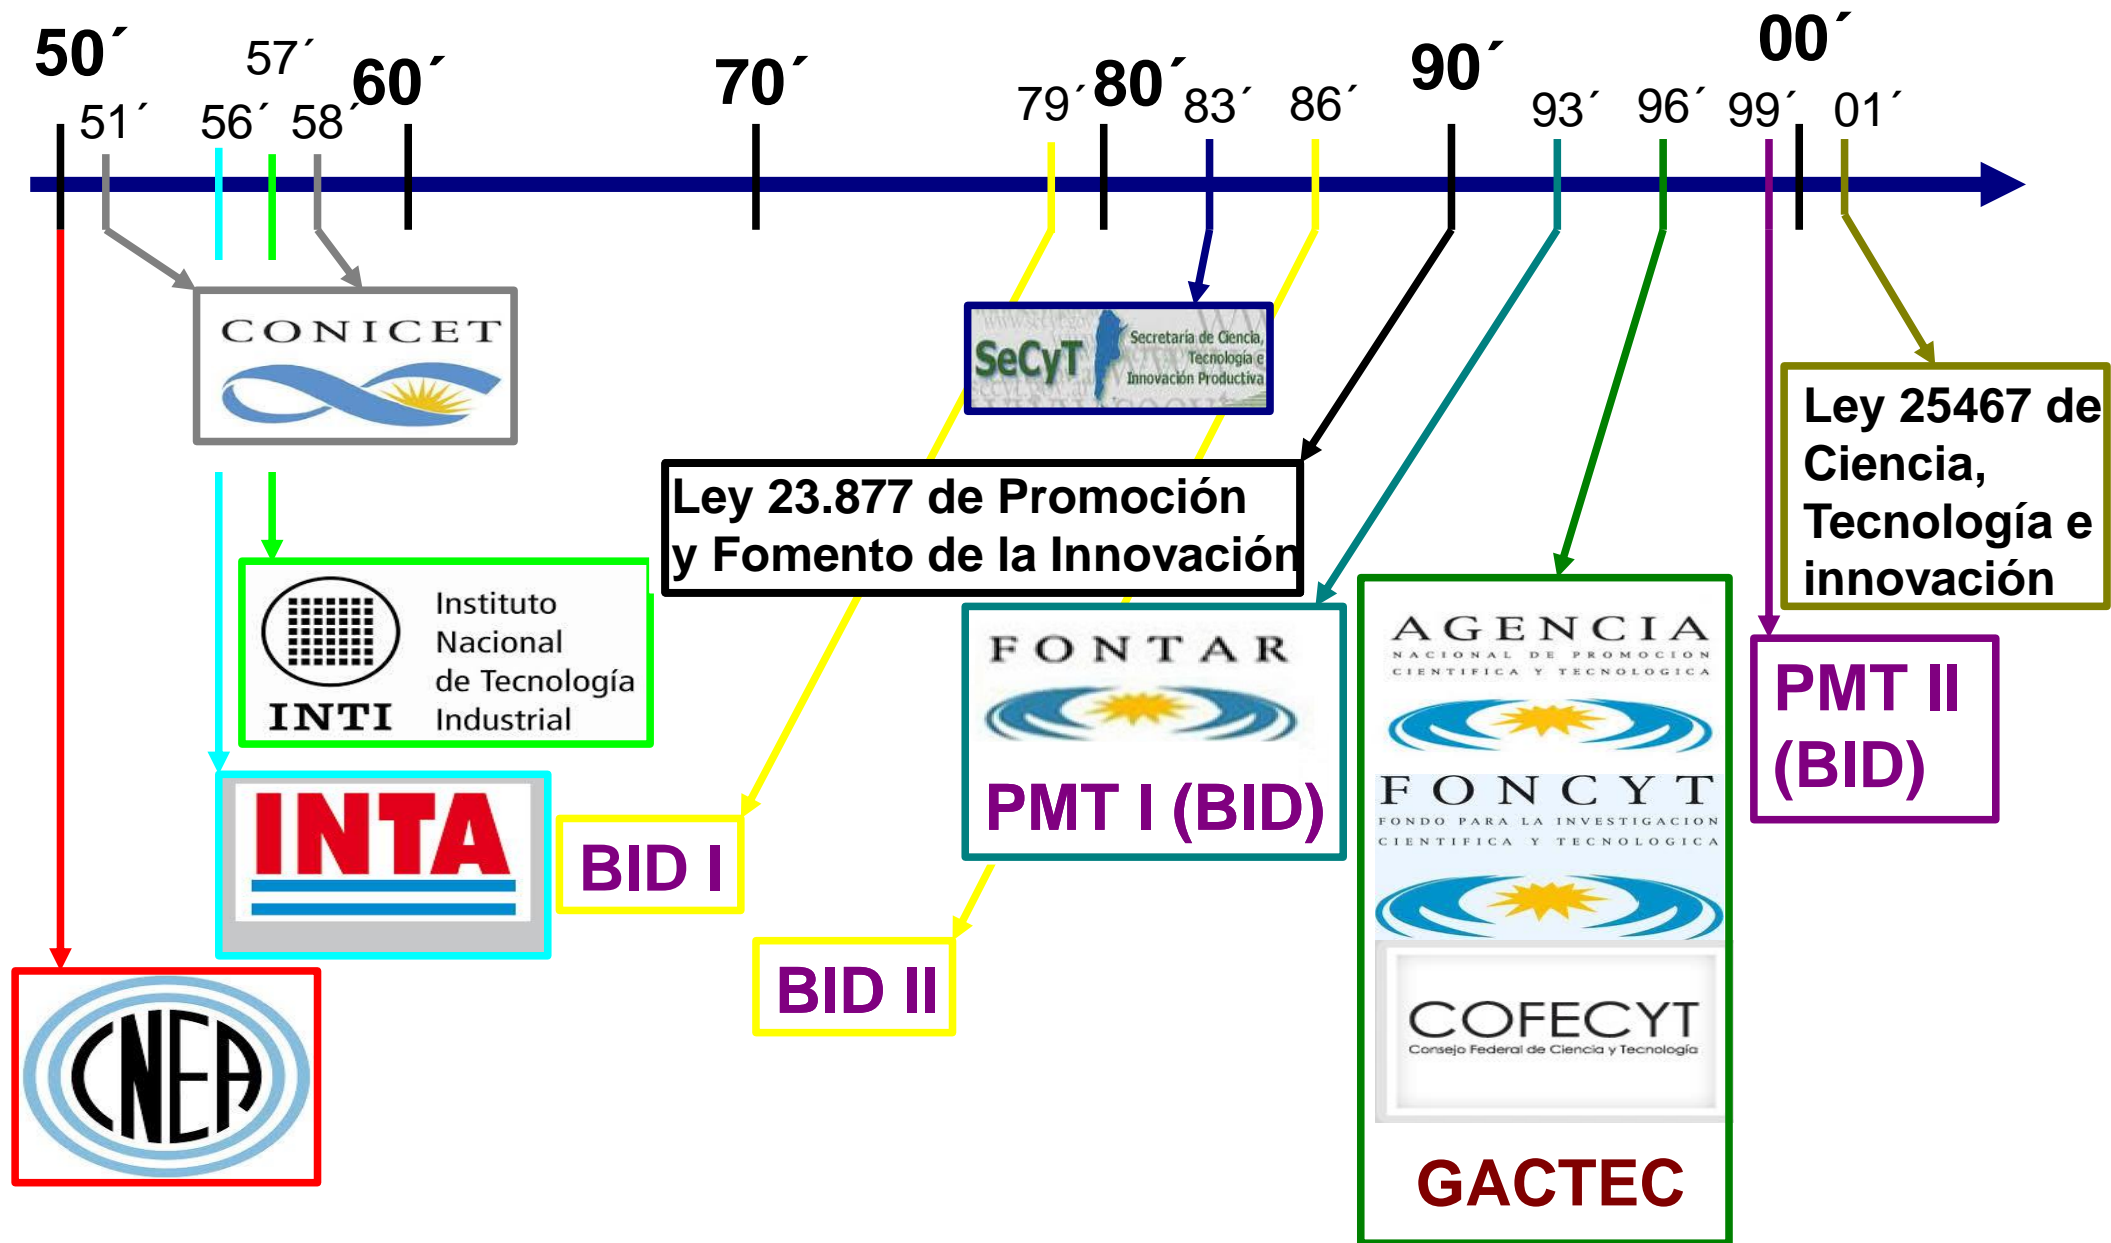 50´
57´
60´
70´
79´
80´
83´
86´
90´
93´
96´
99´
00´
01´
51´
56´
58´
CONICET
SeCyT
Secretaría de Ciencia,
Tecnología e
Innovación Productiva
Ley 25467 de
Ciencia,
Tecnología e
innovación
Ley 23.877 de Promoción
y Fomento de la Innovación
Instituto
Nacional
de Tecnología
Industrial
INTI
FONTAR
PMT I (BID)
AGENCIA
NACIONAL DE PROMOCION
CIENTIFICA Y TECNOLOGICA
FONCYT
FONDO PARA LA INVESTIGACION
CIENTIFICA Y TECNOLOGICA
COFECYT
Consejo Federal de Ciencia y Tecnología
GACTEC
PMT II
(BID)
INTA
BID I
BID II
CNEA